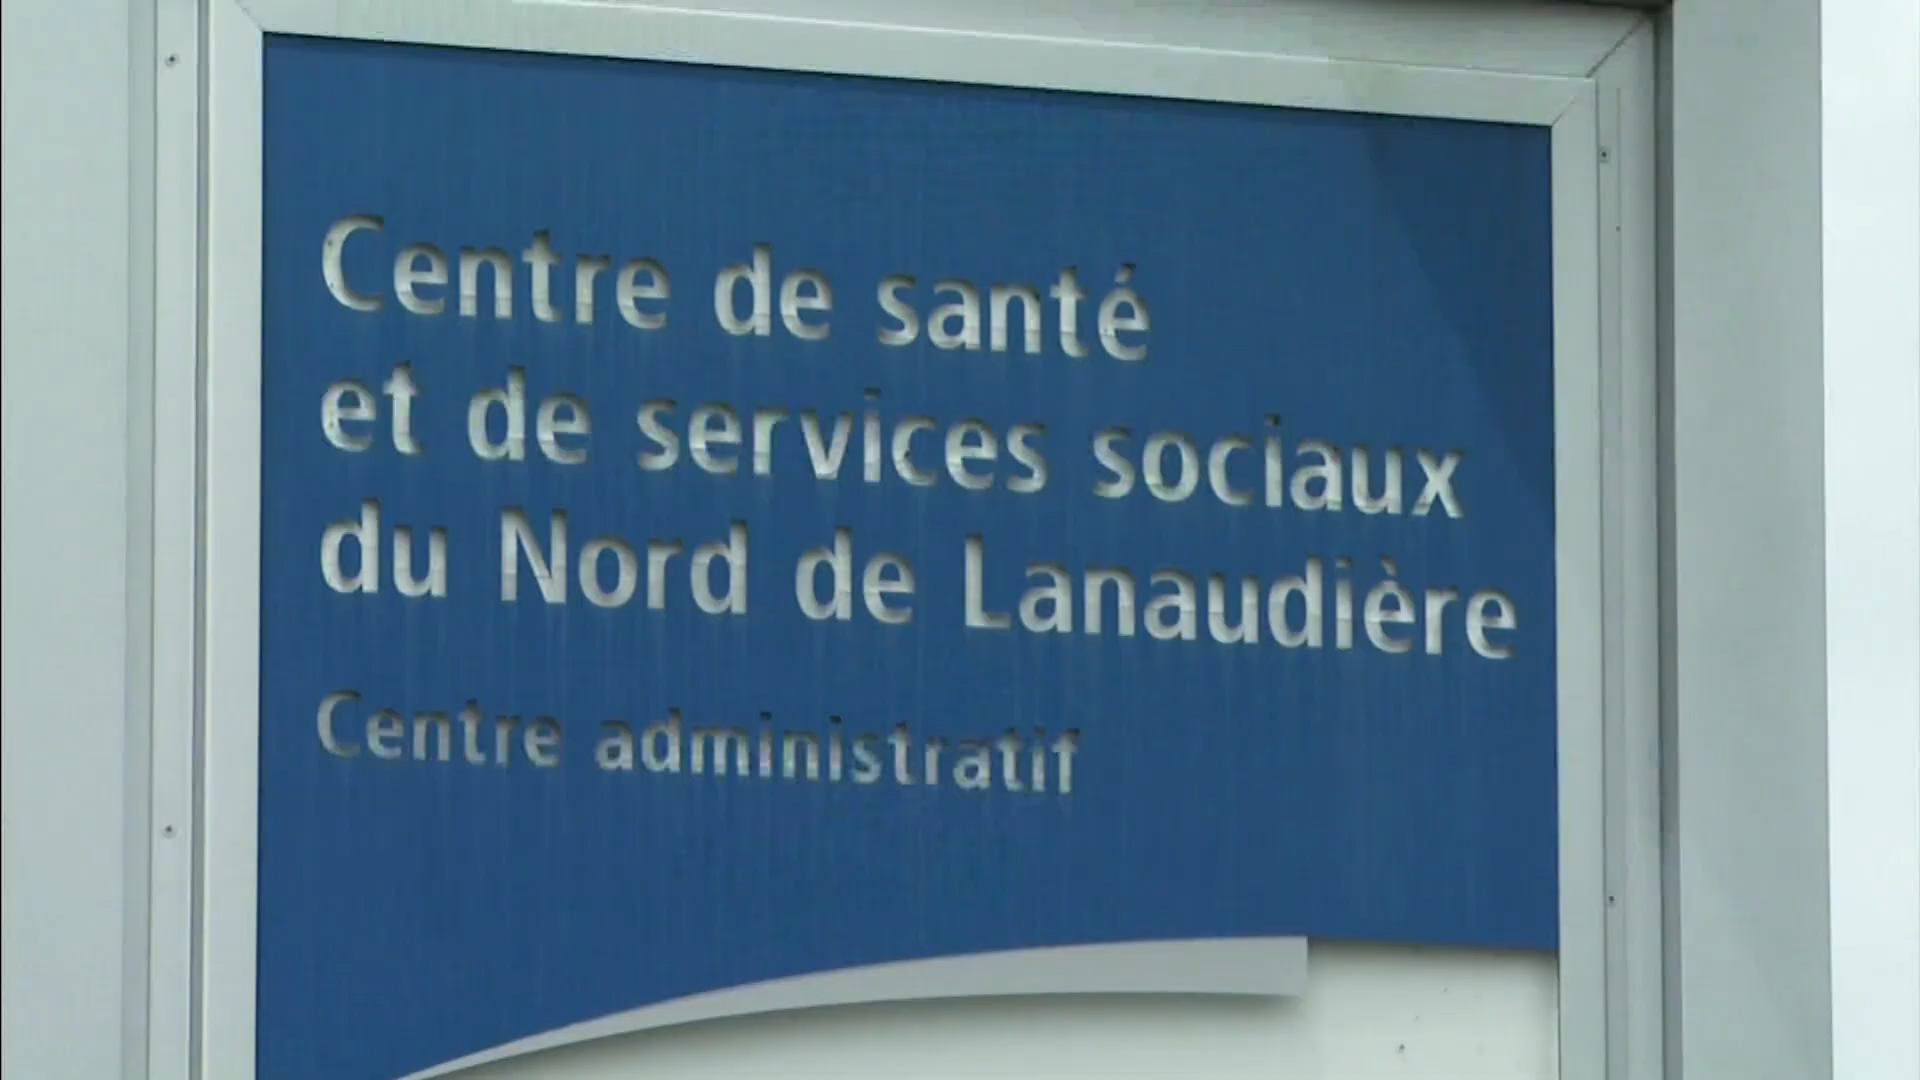 Centre de santé
et de services sociaux
du Nord de Lanaudière
Centre administratif